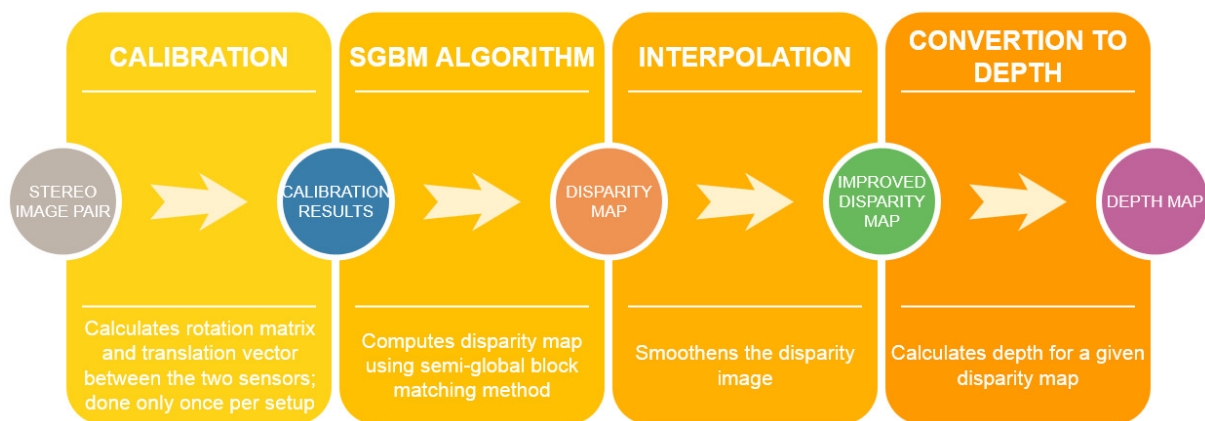 CALIBRATION
SGBM ALGORITHM
INTERPOLATION
CONVERTION TO
DEPTH
STEREO
IMAGE PAIR
CALIBRATION
RESULTS
DISPARITY
MAP
IMPROVED
DISPARITY
MAP
DEPTH MAP
Calculates rotation matrix
and translation vector
between the two sensors;
done only once per setup
Computes disparity map
using semi-global block
matching method
Smoothens the disparity
image
Calculates depth for a given
disparity map